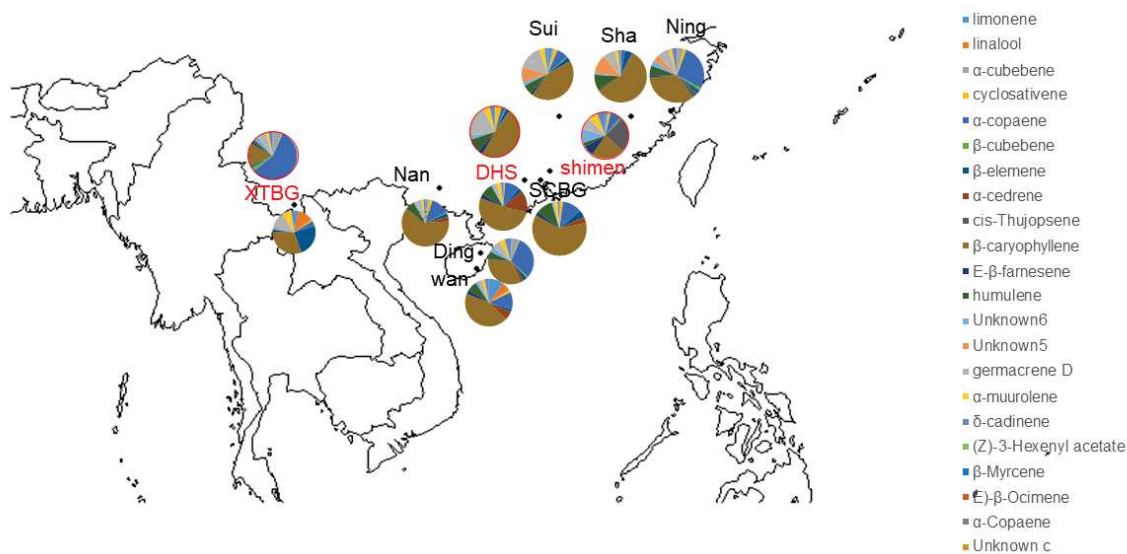 Sui
Sha
Ning
XTBG
Nan
DHS
shimen
SCBG
Ding
wan
limonene
linalool
α-cubebene
cyclosativene
α-copaene
β-cubebene
β-elemene
α-cedrene
cis-Thujopsene
β-caryophyllene
E-β-farnesene
humulene
Unknown6
Unknown5
germacrene D
α-muurolene
δ-cadinene
(Z)-3-Hexenyl acetate
β-Myrcene
E)-β-Ocimene
α-Copaene
Unknown c